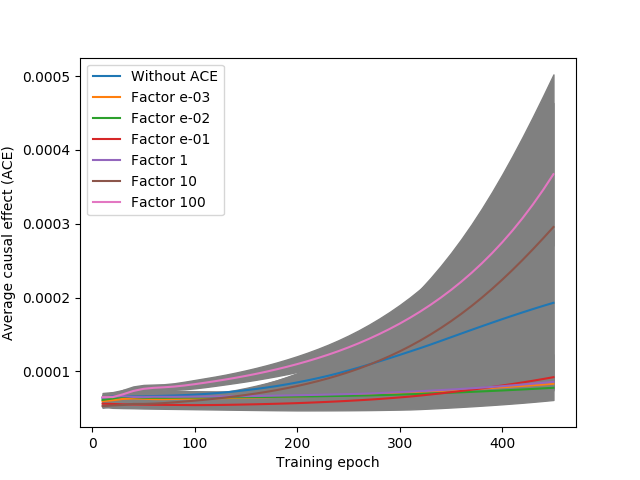 0.0005
0.0004
0.0003
0.0002
0.0001
Average causal effect (ACE)
Without ACE
Factor e-03
Factor e-02
Factor e-01
Factor 1
Factor 10
Factor 100
0
100
200
300
400
Training epoch